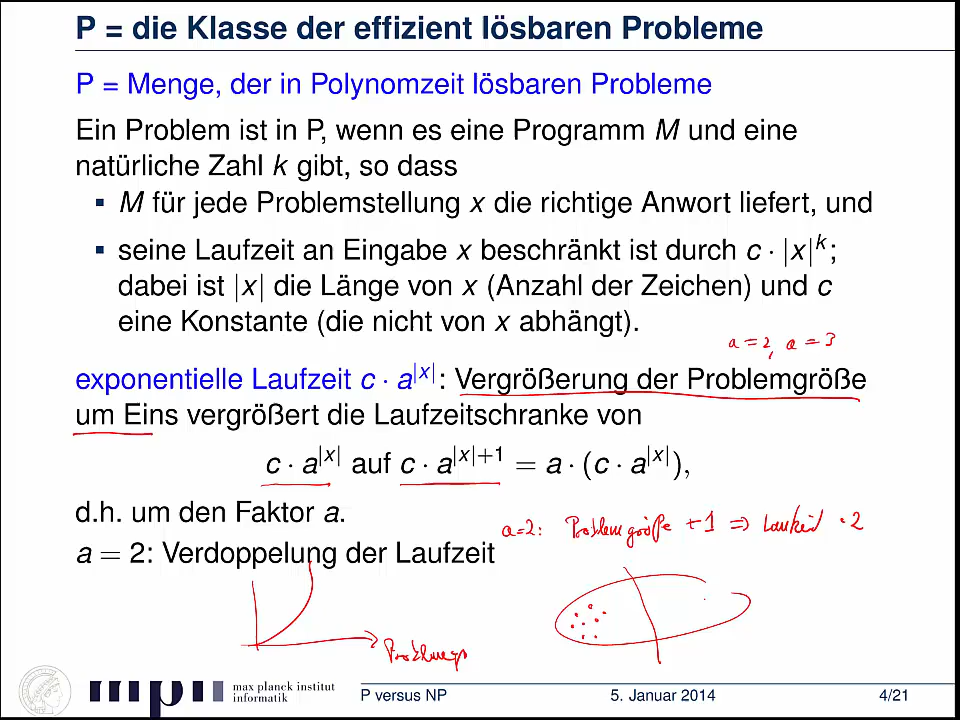 P = die Klasse der effizient lösbaren Probleme
P = Menge, der in Polynomzeit lösbaren Probleme
Ein Problem ist in P, wenn es eine Programm M und eine
natürliche Zahl k gibt, so dass
▪ M für jede Problemstellung x die richtige Anwort liefert, und
▪ seine Laufzeit an Eingabe x beschränkt ist durch c · |x|^k;
dabei ist |x| die Länge von x (Anzahl der Zeichen) und c
eine Konstante (die nicht von x abhängt).
a = 2, a = 3
exponentielle Laufzeit c · a^|x|: Vergrößerung der Problemgröße
um Eins vergrößert die Laufzeitschranke von
c · a^|x| auf c · a^(|x|+1) = a · (c · a^|x|),
d.h. um den Faktor a.
a=2: Problemgröße +1 ⇒ Laufzeit · 2
a = 2: Verdoppelung der Laufzeit
max planck institut
informatik
P versus NP 5. Januar 2014 4/21